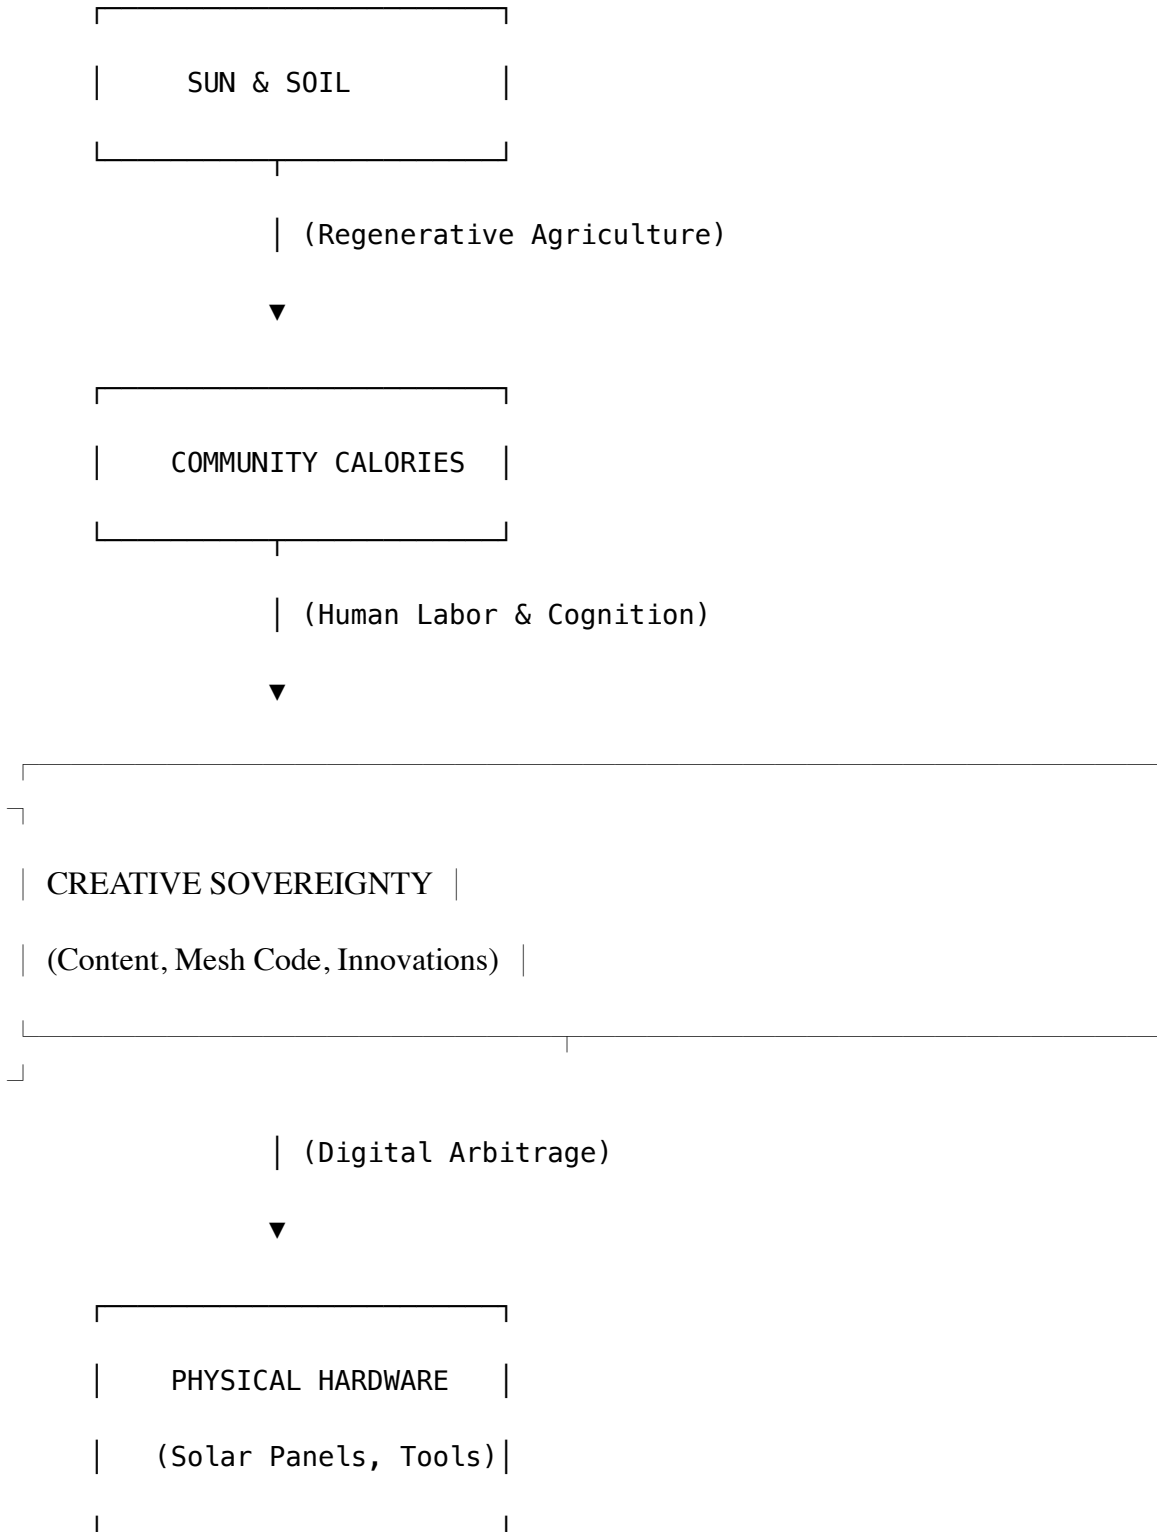 SUN & SOIL
(Regenerative Agriculture)
▼
COMMUNITY CALORIES
(Human Labor & Cognition)
▼
CREATIVE SOVEREIGNTY
(Content, Mesh Code, Innovations)
(Digital Arbitrage)
▼
PHYSICAL HARDWARE
(Solar Panels, Tools)